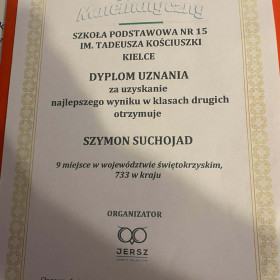 Matematyczny
SZKOŁA PODSTAWOWA NR 15
IM. TADEUSZA KOŚCIUSZKI
KIELCE
DYPLOM UZNANIA
za uzyskanie
najlepszego wyniku w klasach drugich
otrzymuje
SZYMON SUCHOJAD
9 miejsce w województwie świętokrzyskim,
733 w kraju
ORGANIZATOR
JERSZ